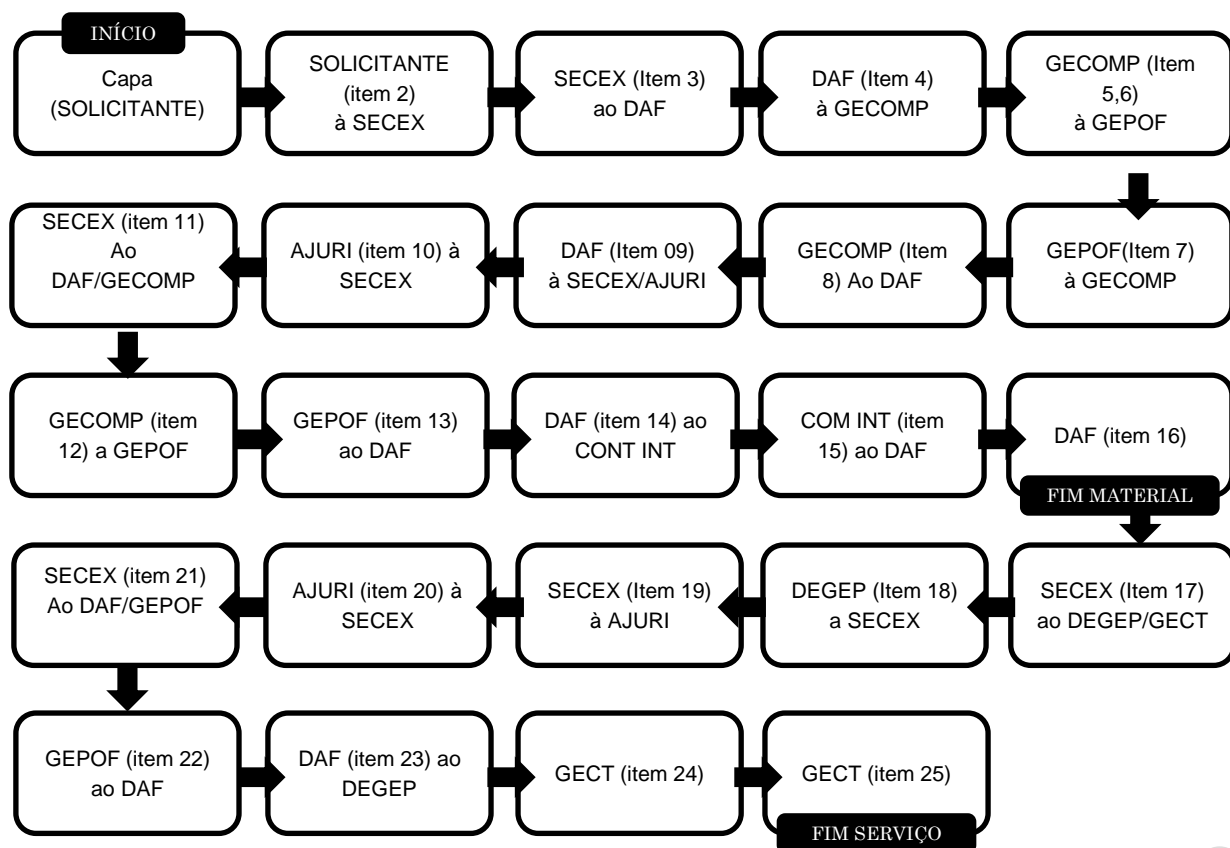 INÍCIO
Capa
(SOLICITANTE)
SOLICITANTE
(item 2)
à SECEX
SECEX (Item 3)
ao DAF
DAF (Item 4)
à GECOMP
GECOMP (Item
5,6)
à GEPOF
SECEX (item 11)
Ao
DAF/GECOMP
AJURI (item 10) à
SECEX
DAF (Item 09)
à SECEX/AJURI
GECOMP (Item
8) Ao DAF
GEPOF(Item 7)
à GECOMP
GECOMP (item
12) a GEPOF
GEPOF (item 13)
ao DAF
DAF (item 14) ao
CONT INT
COM INT (item
15) ao DAF
DAF (item 16)
FIM MATERIAL
SECEX (item 21)
Ao DAF/GEPOF
AJURI (item 20) à
SECEX
SECEX (Item 19)
à AJURI
DEGEP (Item 18)
a SECEX
SECEX (Item 17)
ao DEGEP/GECT
GEPOF (item 22)
ao DAF
DAF (item 23) ao
DEGEP
GECT (item 24)
GECT (item 25)
FIM SERVIÇO